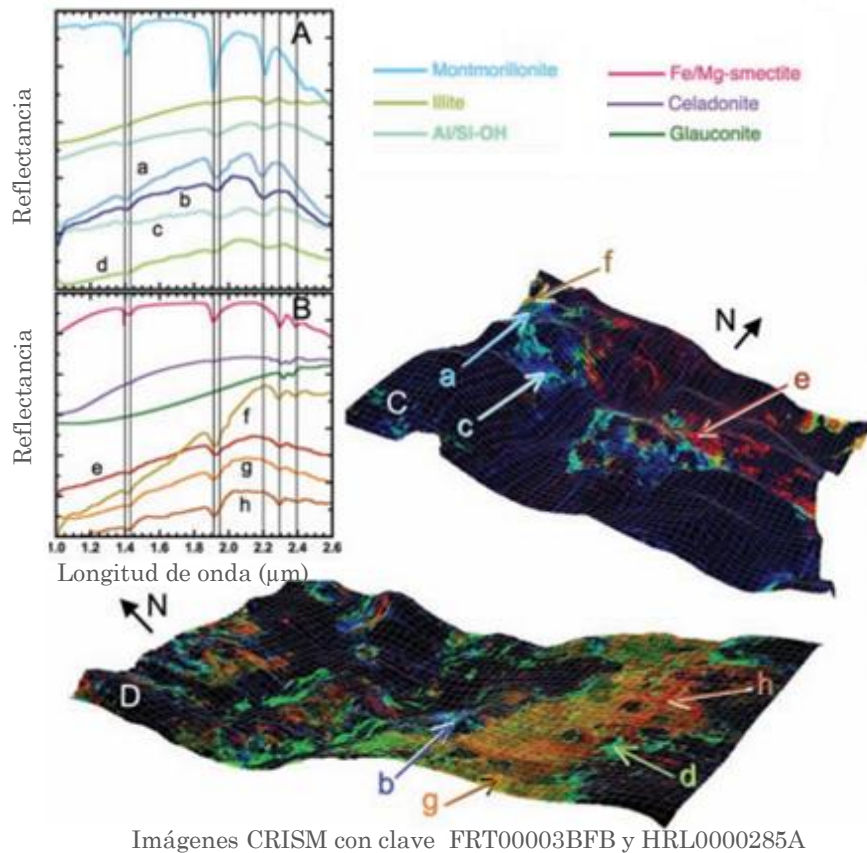 Reflectancia
A
a
b
c
d
Montmorillonite
Illite
Al/Si-OH
Fe/Mg-smectite
Celadonite
Glauconite
Reflectancia
B
f
e
g
h
1.0 1.2 1.4 1.6 1.8 2.0 2.2 2.4 2.6
Longitud de onda (µm)
f
N
a
C
c
e
N
D
h
b
d
g
Imágenes CRISM con clave FRT00003BFB y HRL0000285A